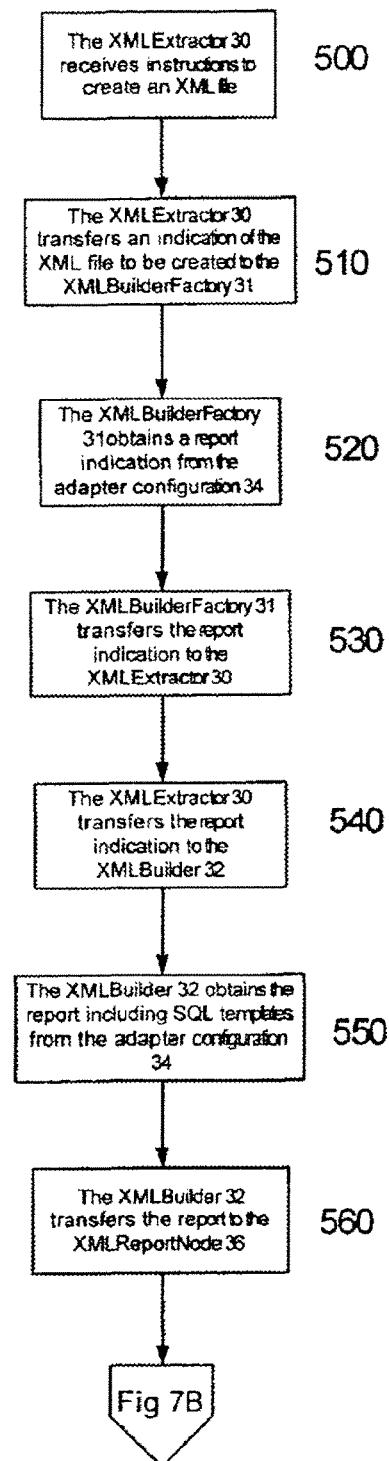 The XMLExtractor 30
receives instructions to
create an XML file
500
The XMLExtractor 30
transfers an indication of the
XML file to be created to the
XMLBuilderFactory 31
510
The XMLBuilderFactory
31 obtains a report
indication from the
adapter configuration 34
520
The XMLBuilderFactory 31
transfers the report
indication to the
XMLExtractor 30
530
The XMLExtractor 30
transfers the report
indication to the
XMLBuilder 32
540
The XMLBuilder 32 obtains the
report including SQL templates
from the adapter configuration
34
550
The XMLBuilder 32
transfers the report to the
XMLReportNode 36
560
Fig 7B